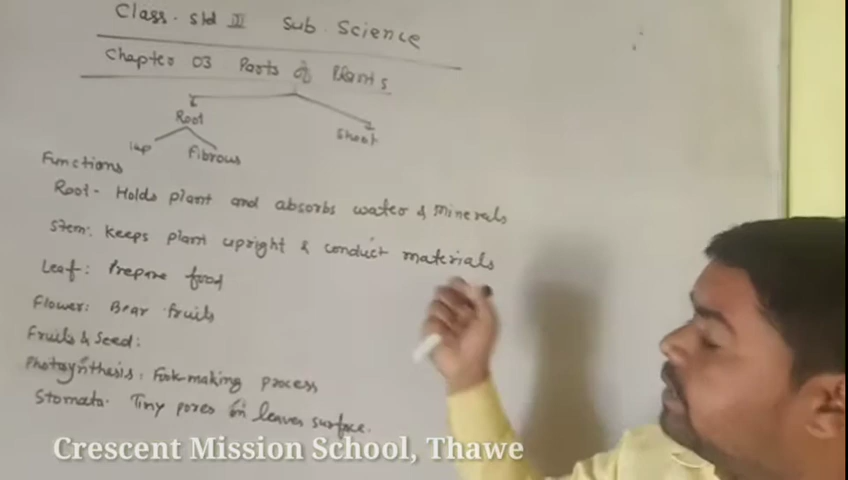 Class. Std III Sub. Science
Chapter 03 Parts of Plants
Root
Shoot
Tap
Fibrous
Functions
Root- Holds plant and absorbs water & Minerals
Stem: keeps plant upright & conduct materials
Leaf: Prepare food
Flower: Bear fruits
Fruits & Seed:
Photosynthesis: Food-making process
Stomata- Tiny pores on leaves surface.
Crescent Mission School, Thawe